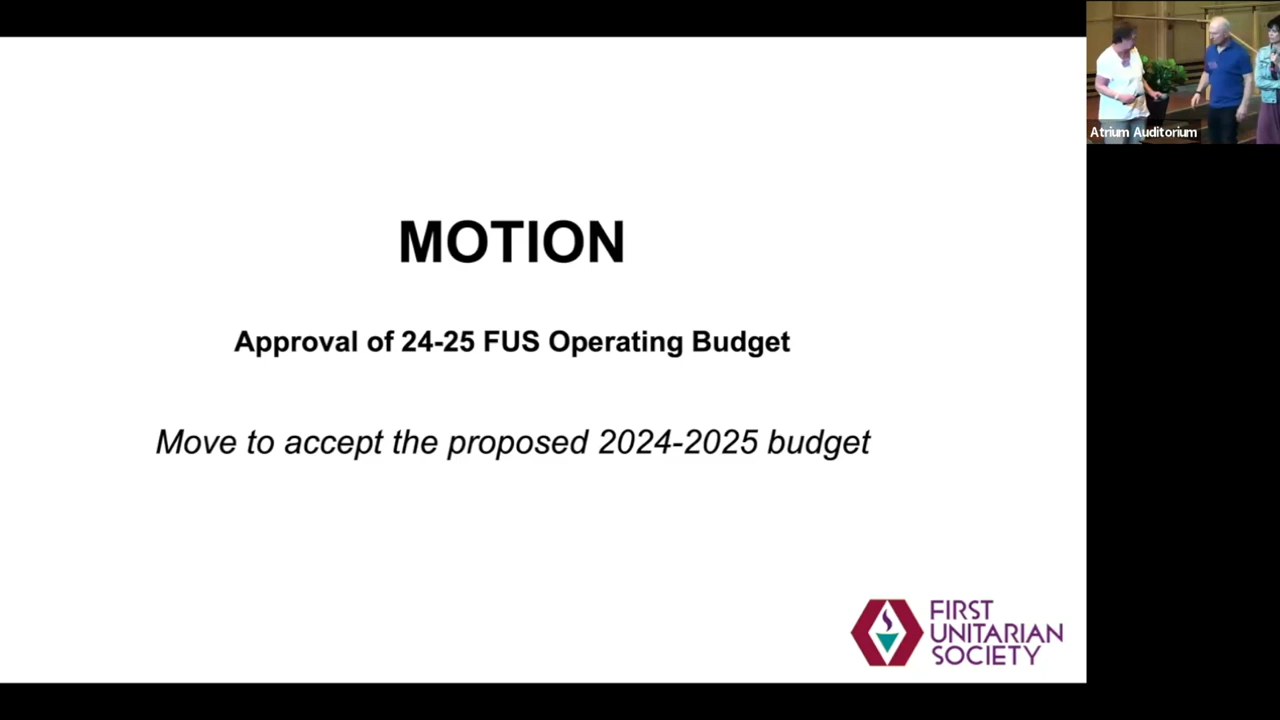 Atrium Auditorium
MOTION
Approval of 24-25 FUS Operating Budget
Move to accept the proposed 2024-2025 budget
FIRST
UNITARIAN
SOCIETY